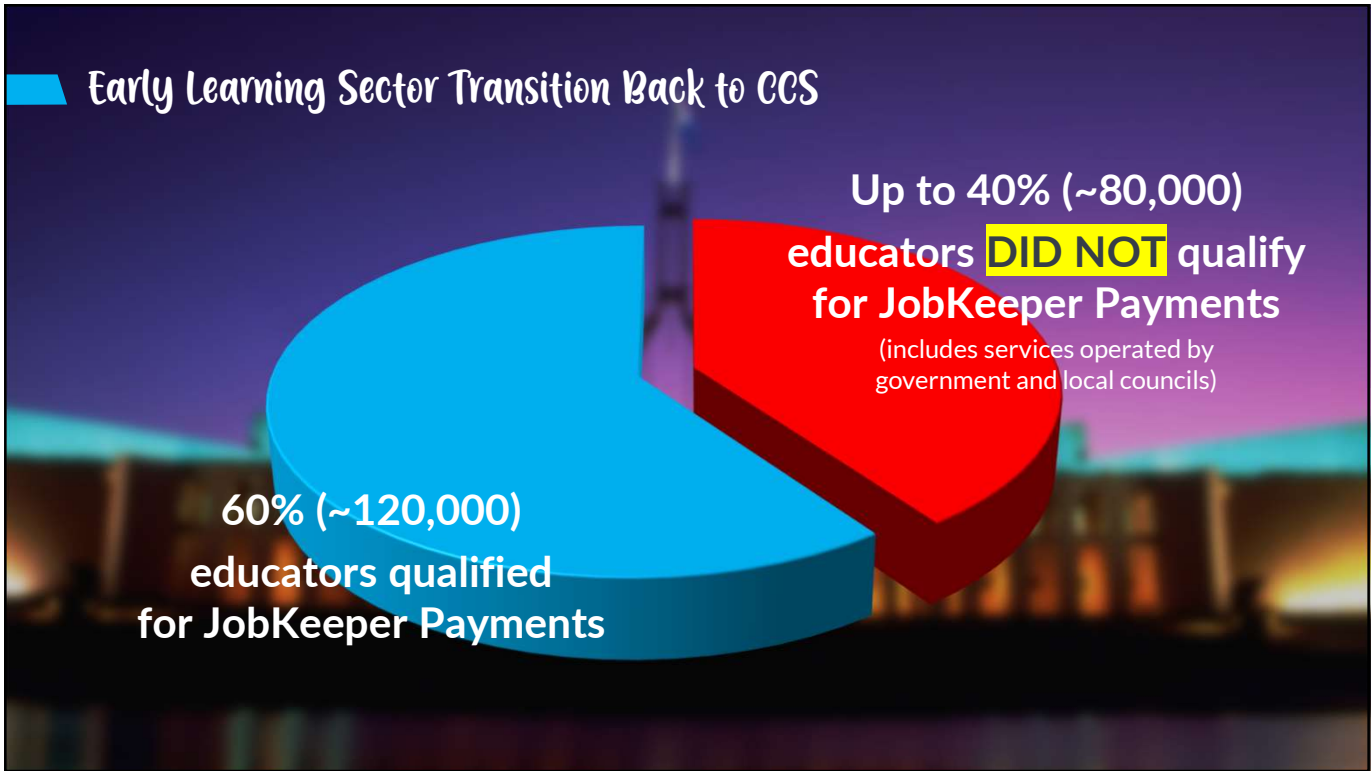 Early Learning Sector Transition Back to CCS
Up to 40% (~80,000)
educators DID NOT qualify
for JobKeeper Payments
(includes services operated by
government and local councils)
60% (~120,000)
educators qualified
for JobKeeper Payments